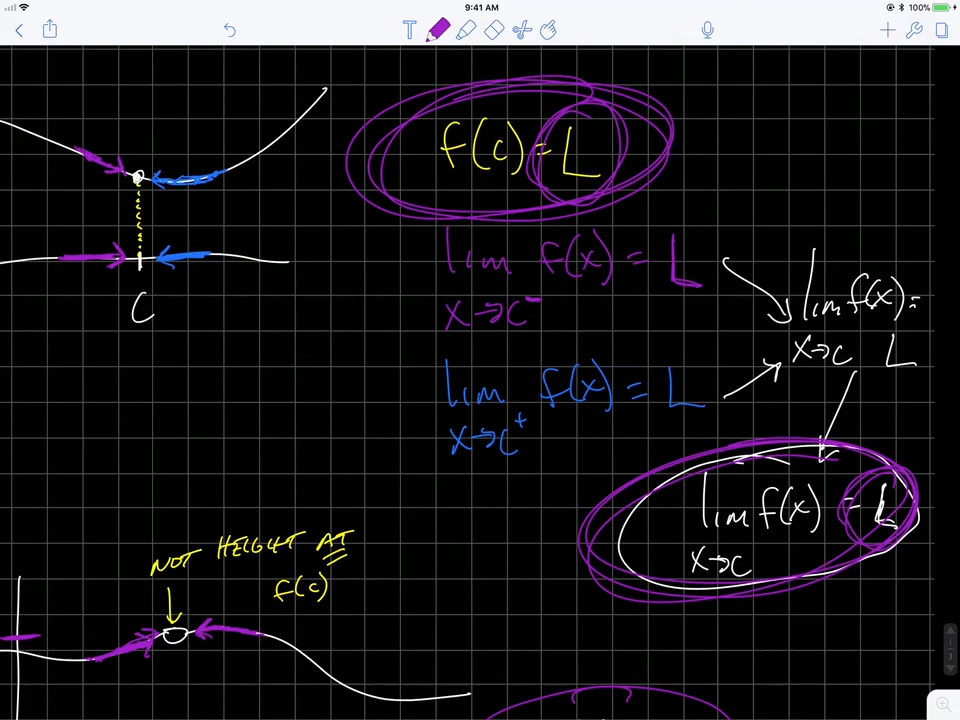 9:41 AM
100%
T
f(c) = L
lim f(x) = L
x→c⁻
lim f(x) =
x→c L
C
lim f(x) = L
x→c⁺
lim f(x) = L
x→c
NOT HEIGHT AT
f(c)